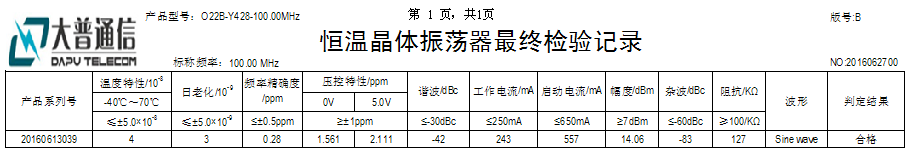 产品型号：O22B-Y428-100.00MHz 第 1 页，共1页 版号:B
大普通信
DAPU TELECOM
恒温晶体振荡器最终检验记录
标称频率：100.00 MHz NO:2016062700
产品系列号 温度特性/10⁻⁸ 日老化/10⁻⁹ 频率精确度/ppm 压控特性/ppm 谐波/dBc 工作电流/mA 启动电流/mA 幅度/dBm 杂波/dBc 阻抗/KΩ 波形 判定结果
-40℃～70℃ 0V 5.0V
≤±5.0×10⁻⁸ ≤±5.0×10⁻⁹ ≤±0.5ppm ≥±1ppm ≤-30dBc ≤250mA ≤650mA ≥7dBm ≤-60dBc ≥100/KΩ
20160613039 4 3 0.28 1.561 2.111 -42 243 557 14.06 -83 127 Sine wave 合格